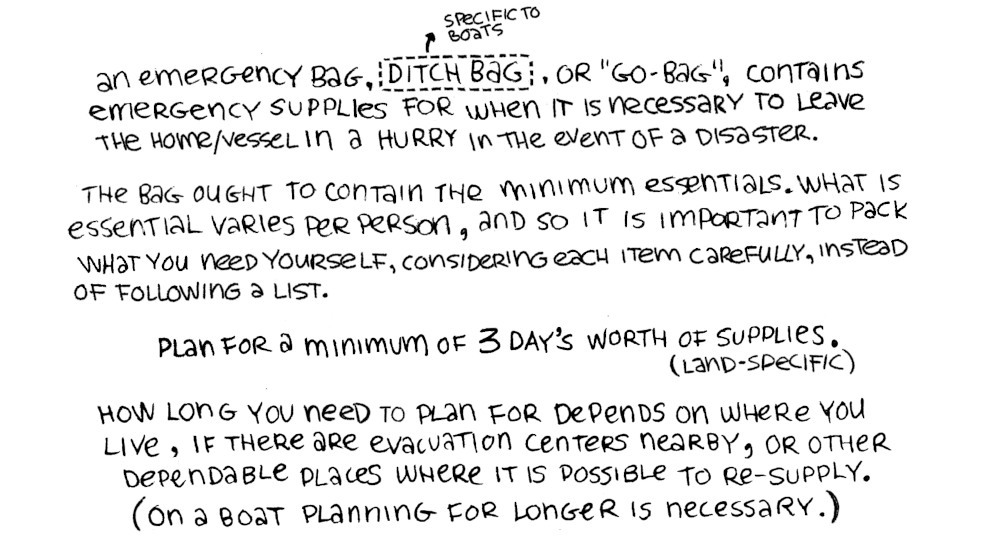 SPECIFIC TO
BOATS
an emergency bag, DITCH BAG, OR "GO-BAG", CONTAINS
EMERGENCY SUPPLIES FOR WHEN IT IS NECESSARY TO LEAVE
THE HOME/VESSEL IN A HURRY IN THE EVENT OF A DISASTER.
THE BAG OUGHT TO CONTAIN THE MINIMUM ESSENTIALS. WHAT IS
ESSENTIAL VARIES PER PERSON, AND SO IT IS IMPORTANT TO PACK
WHAT YOU NEED YOURSELF, CONSIDERING EACH ITEM CAREFULLY, INSTEAD
OF FOLLOWING A LIST.
PLAN FOR A MINIMUM OF 3 DAY'S WORTH OF SUPPLIES.
(LAND-SPECIFIC)
HOW LONG YOU NEED TO PLAN FOR DEPENDS ON WHERE YOU
LIVE, IF THERE ARE EVACUATION CENTERS NEARBY, OR OTHER
DEPENDABLE PLACES WHERE IT IS POSSIBLE TO RE-SUPPLY.
(ON A BOAT PLANNING FOR LONGER IS NECESSARY.)